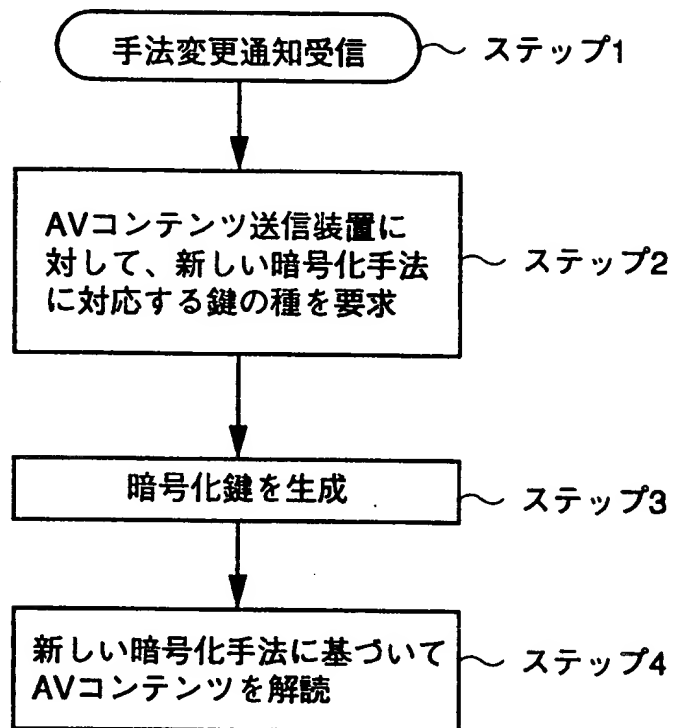 手法変更通知受信
ステップ1
AVコンテンツ送信装置に
対して、新しい暗号化手法
に対応する鍵の種を要求
ステップ2
暗号化鍵を生成
ステップ3
新しい暗号化手法に基づいて
AVコンテンツを解読
ステップ4